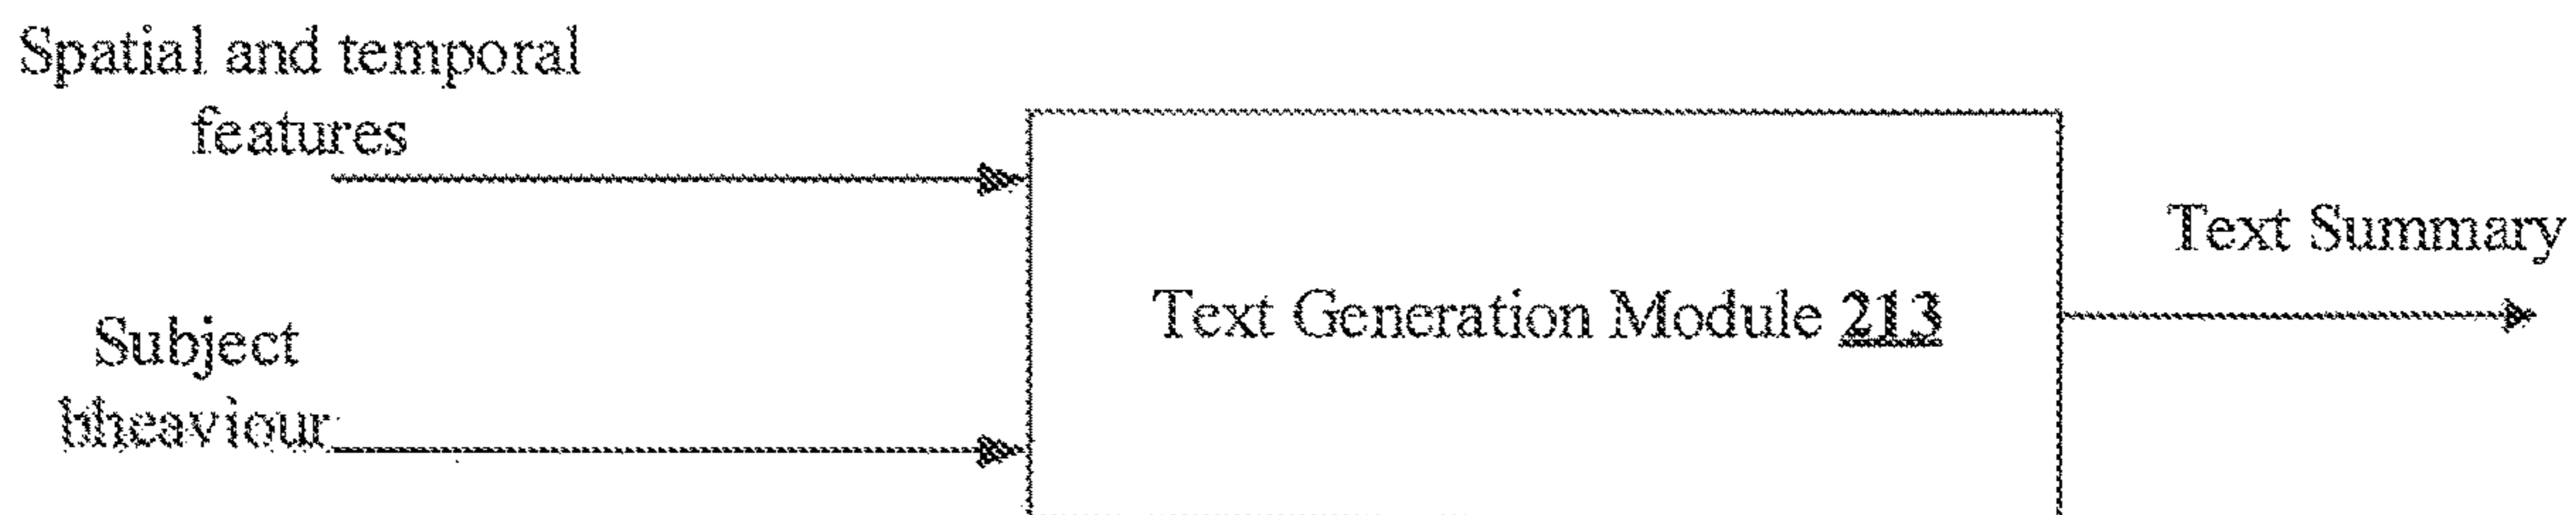 Spatial and temporal
features
Text Summary
Text Generation Module 213
Subject
bheaviour